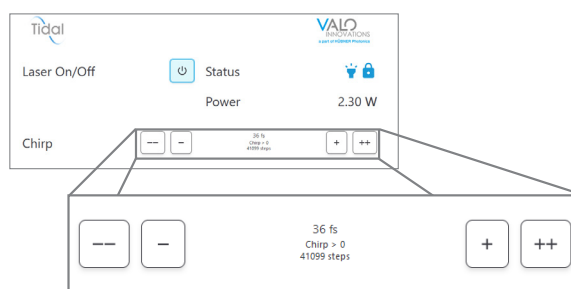 Tidal
VALO
INNOVATIONS
a part of HÜBNER Photonics
Laser On/Off
Status
Power
2.30 W
Chirp
--
-
36 fs
Chirp > 0
41099 steps
+
++
--
-
36 fs
Chirp > 0
41099 steps
+
++